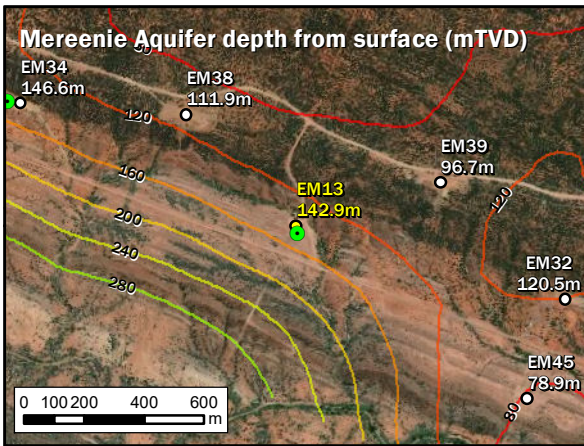 Mereenie Aquifer depth from surface (mTVD)
80
EM34
146.6m
EM38
111.9m
120
EM39
96.7m
160
EM13
142.9m
120
200
240
280
EM32
120.5m
EM45
78.9m
80
0 100 200 400 600
m